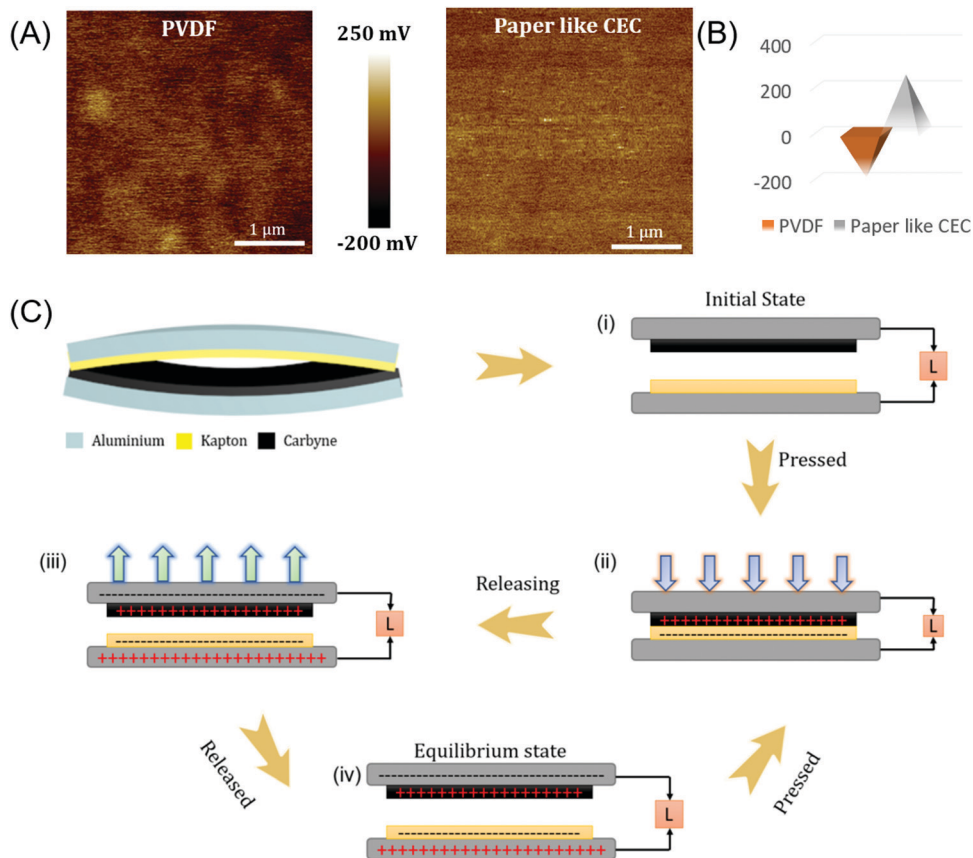 (A)
PVDF
250 mV
-200 mV
1 μm
Paper like CEC
1 μm
(B)
400
200
0
-200
PVDF Paper like CEC
(C)
Aluminium Kapton Carbyne
Initial State
(i)
L
Pressed
(ii)
+++++++++++++++
L
Releasing
(iii)
+++++++++++++++
L
++++++++++++++++++
Released
Equilibrium state
(iv)
+++++++++++++++
L
++++++++++++++++++
Pressed